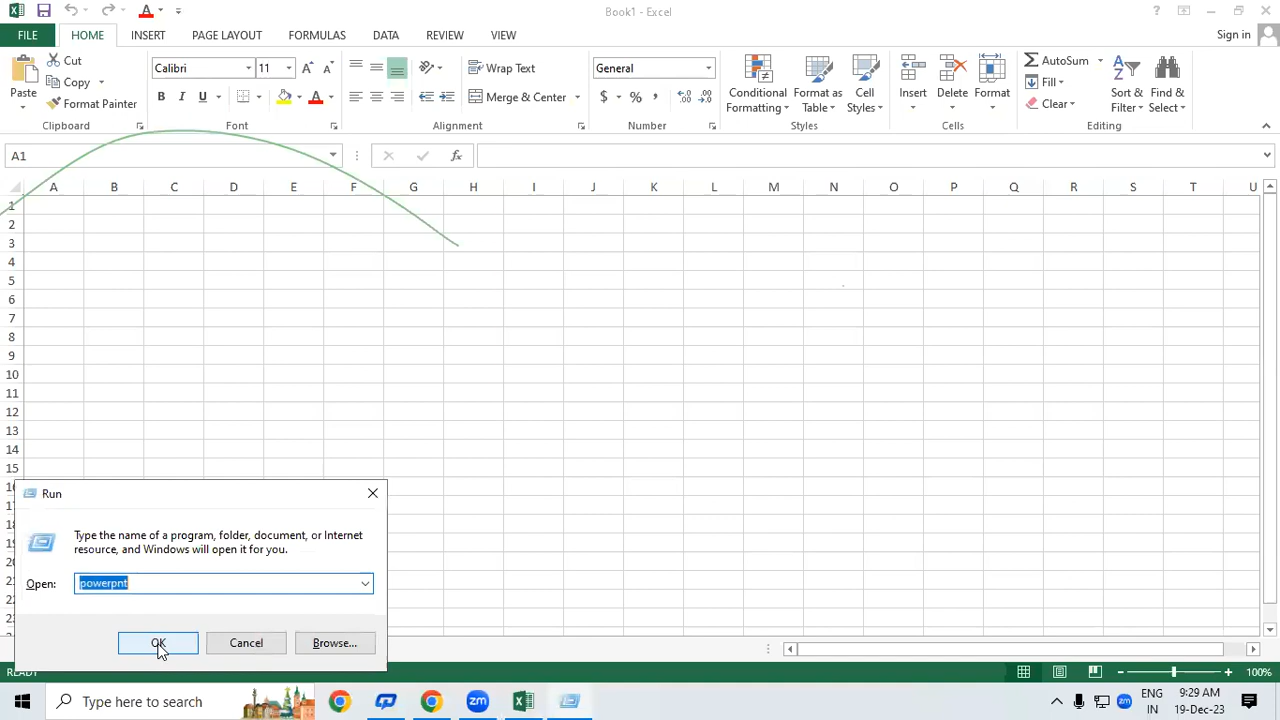 Book1 - Excel
FILE HOME INSERT PAGE LAYOUT FORMULAS DATA REVIEW VIEW Sign in
Paste Cut Copy Format Painter Clipboard
Calibri 11 B I U A Font
Wrap Text Merge & Center Alignment
General $ % , Number
Conditional Formatting Format as Table Cell Styles Styles
Insert Delete Format Cells
AutoSum Fill Clear Sort & Filter Find & Select Editing
A1 fx
A B C D E F G H I J K L M N O P Q R S T U
1
2
3
4
5
6
7
8
9
10
11
12
13
14
15
Run
Type the name of a program, folder, document, or Internet
resource, and Windows will open it for you.
Open: powerpnt
OK Cancel Browse...
READY 100%
Type here to search
zm zm ENG IN 9:29 AM 19-Dec-23